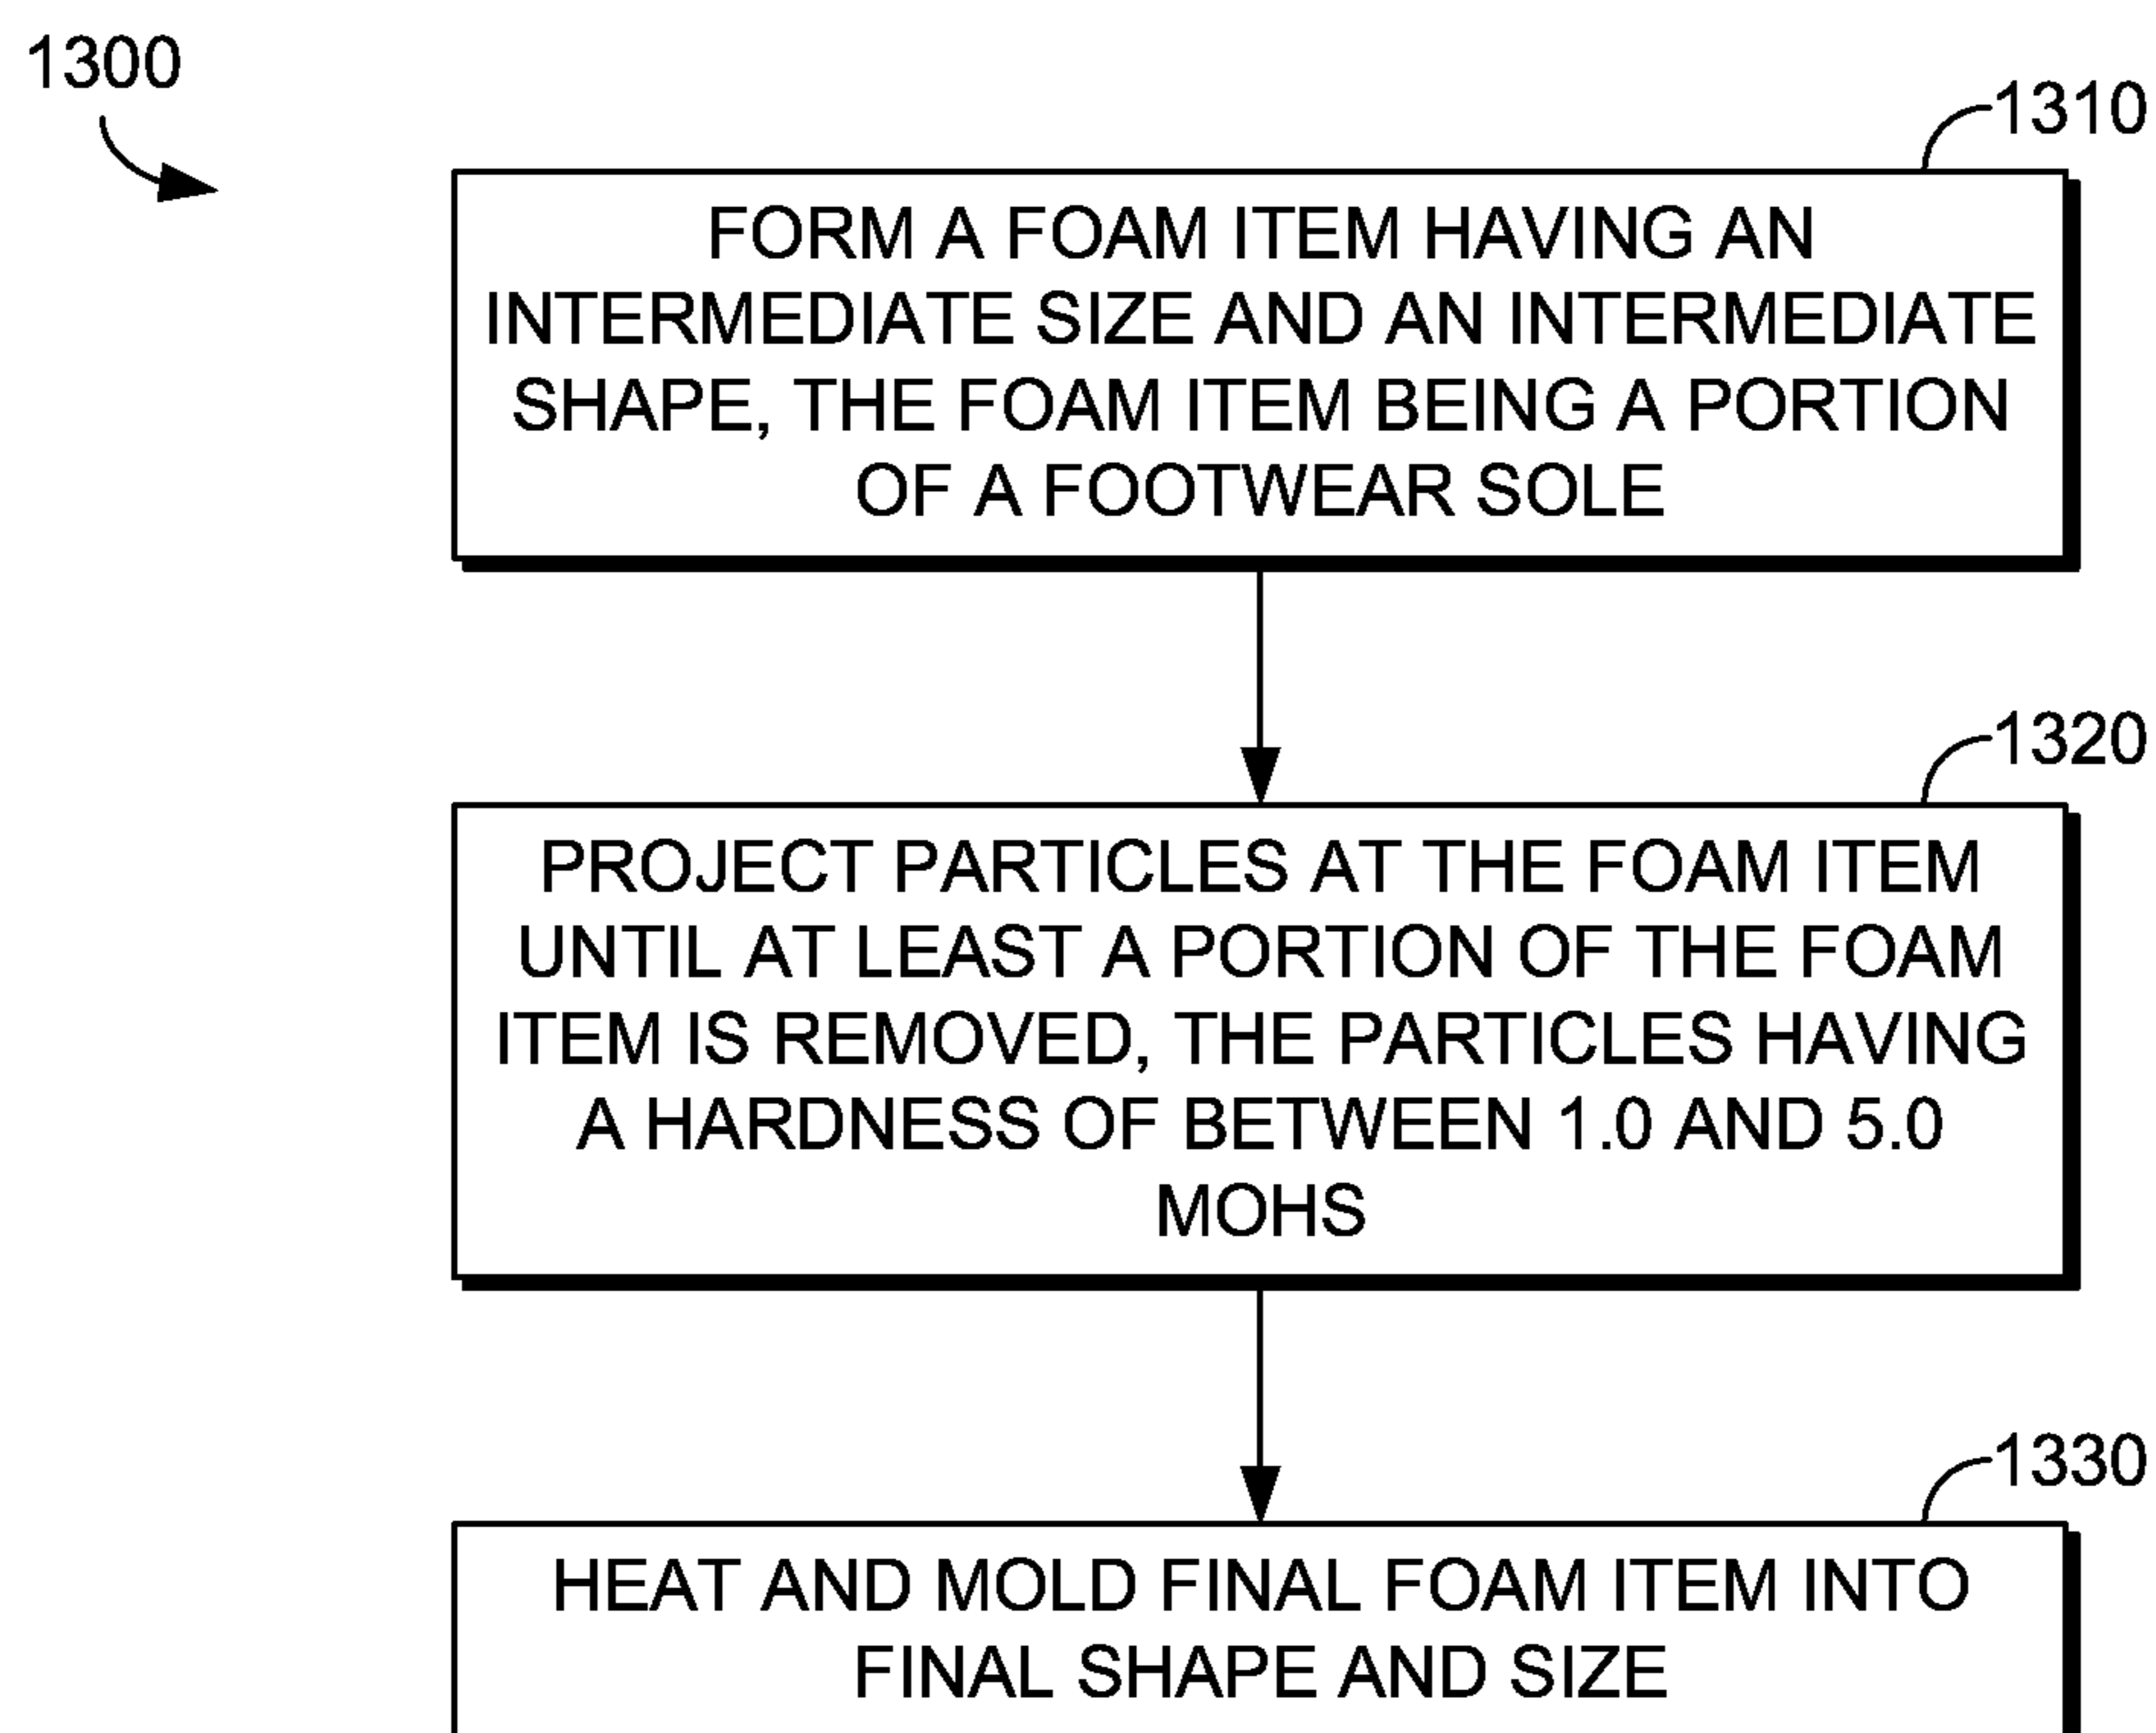 1300
1310
FORM A FOAM ITEM HAVING AN
INTERMEDIATE SIZE AND AN INTERMEDIATE
SHAPE, THE FOAM ITEM BEING A PORTION
OF A FOOTWEAR SOLE
1320
PROJECT PARTICLES AT THE FOAM ITEM
UNTIL AT LEAST A PORTION OF THE FOAM
ITEM IS REMOVED, THE PARTICLES HAVING
A HARDNESS OF BETWEEN 1.0 AND 5.0
MOHS
1330
HEAT AND MOLD FINAL FOAM ITEM INTO
FINAL SHAPE AND SIZE